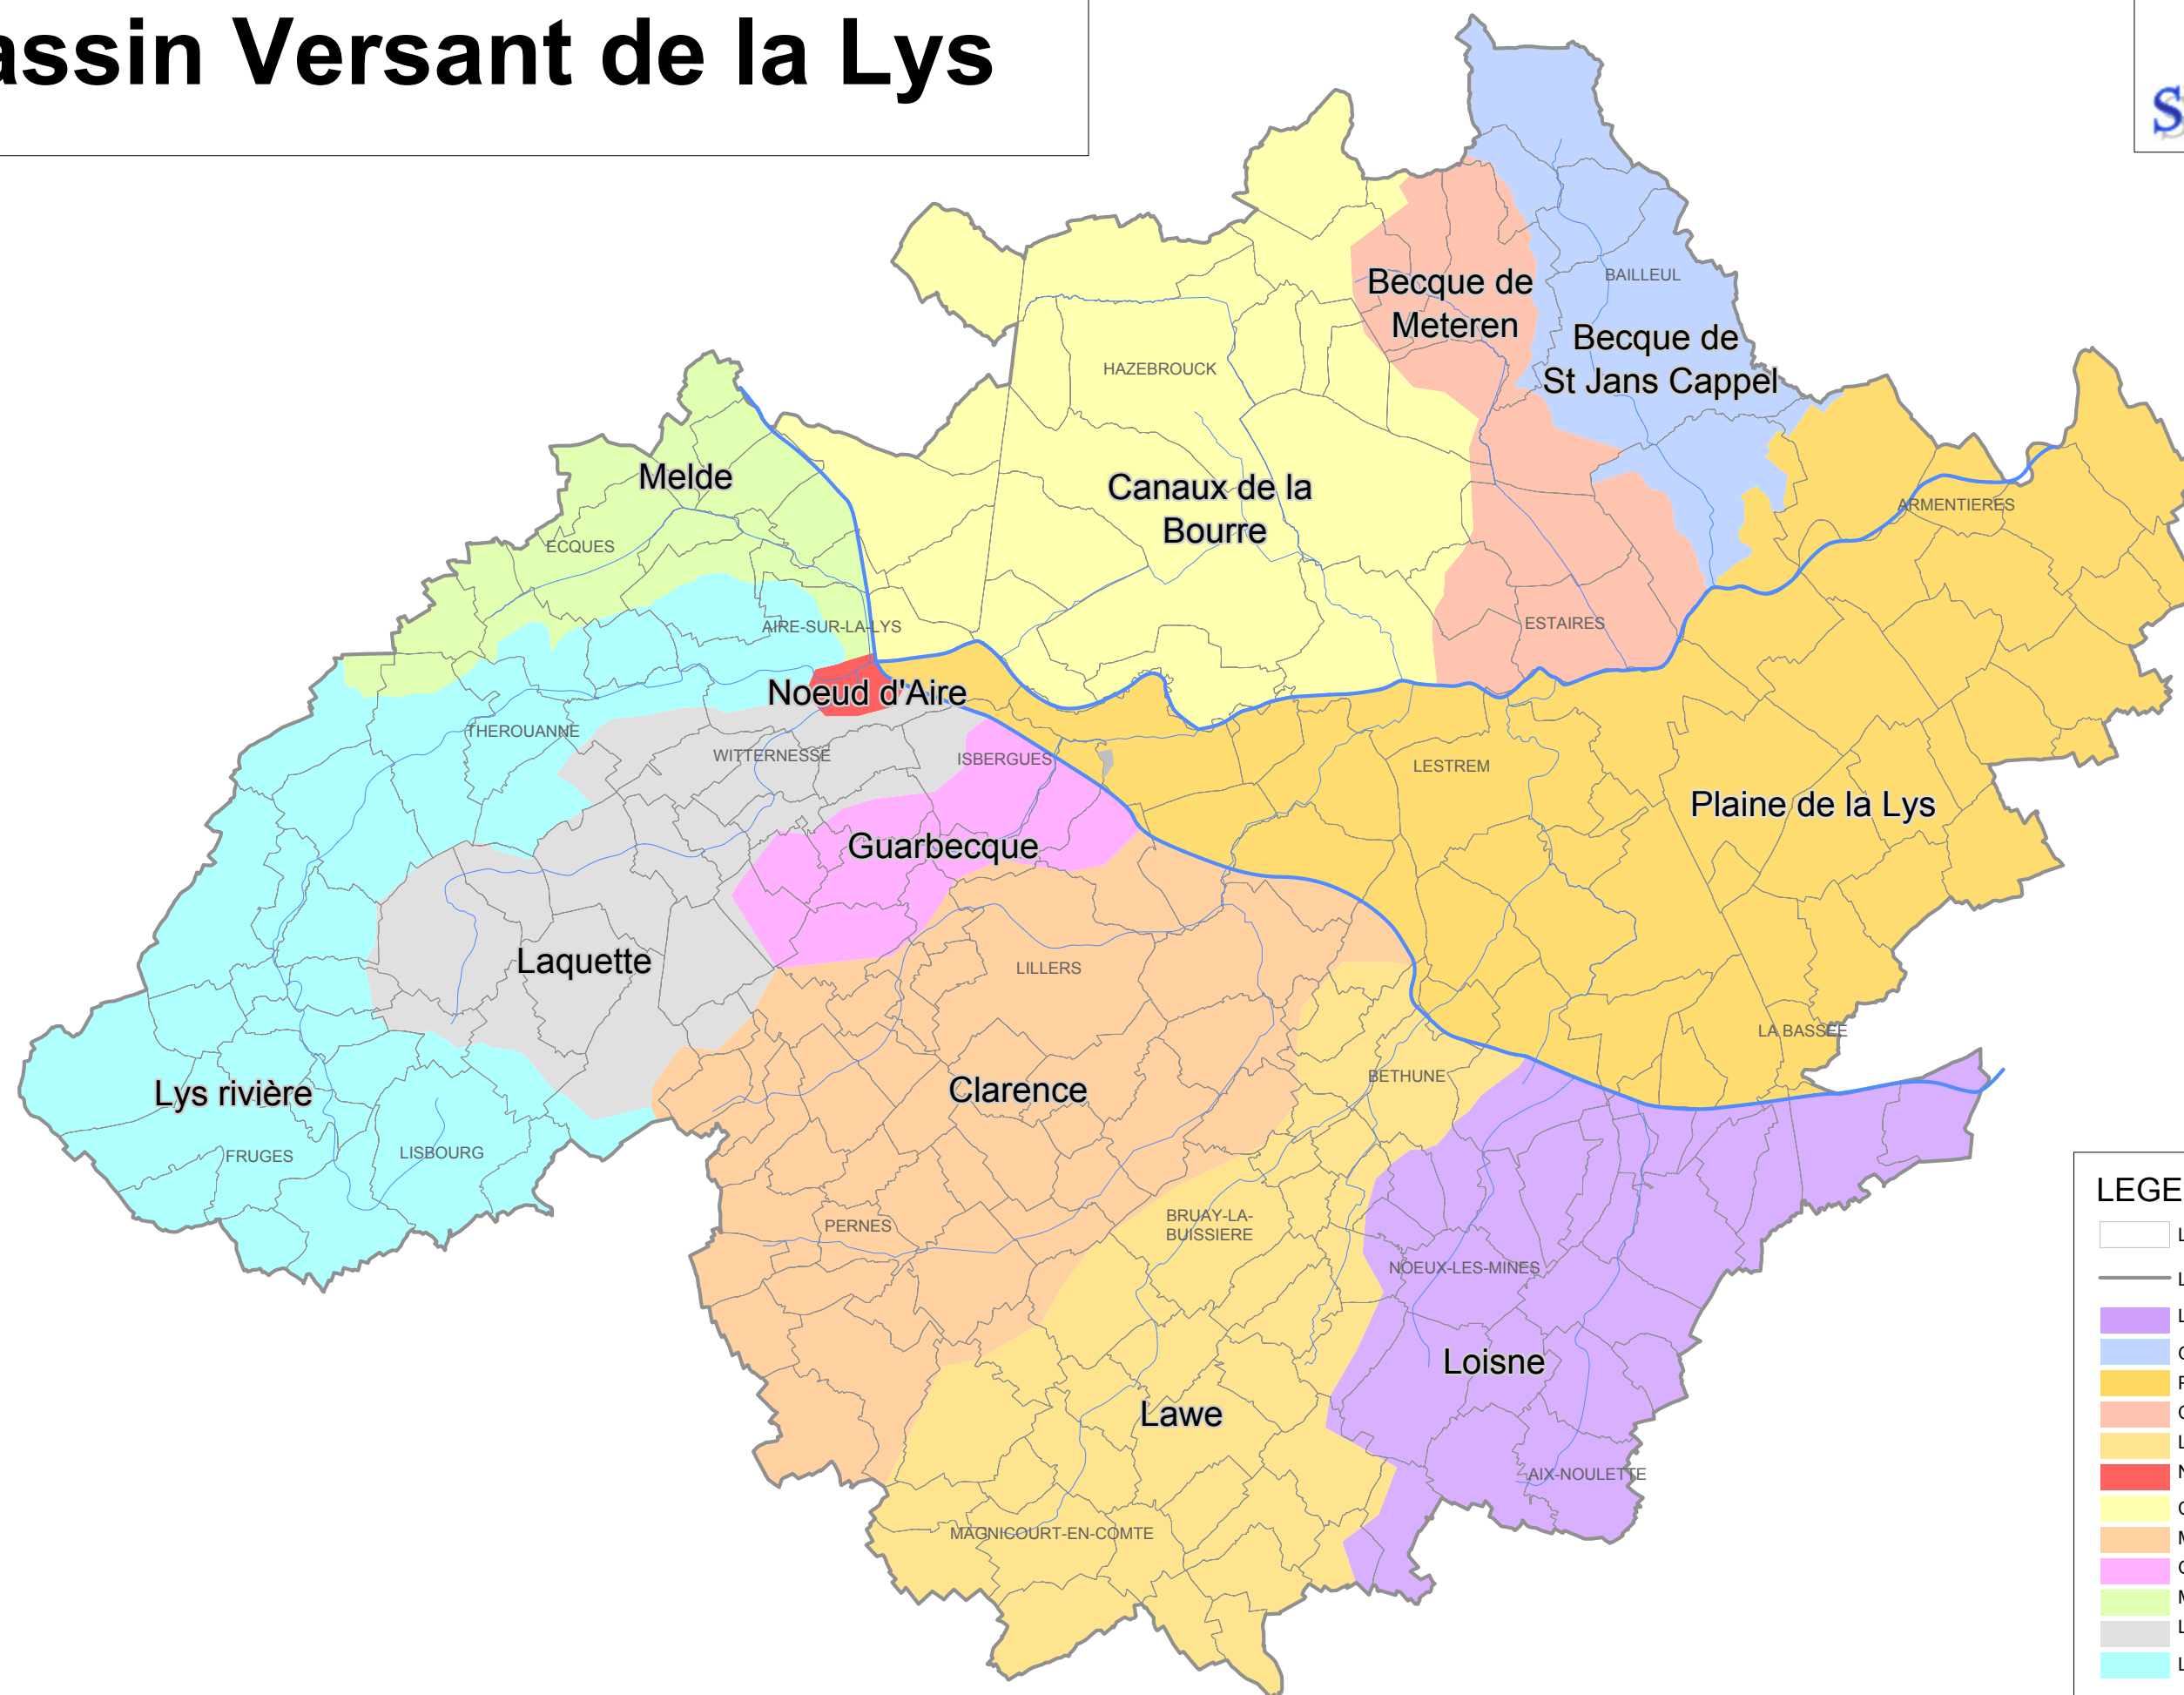 assin Versant de la Lys
S
Becque de
Meteren
BAILLEUL
Becque de
St Jans Cappel
HAZEBROUCK
Melde
Canaux de la
Bourre
ARMENTIERES
ECQUES
ESTAIRES
AIRE-SUR-LA-LYS
Noeud d'Aire
THEROUANNE
WITTERNESSE
ISBERGUES
LESTREM
Plaine de la Lys
Guarbecque
Laquette
LILLERS
LA BASSEE
BETHUNE
Lys rivière
Clarence
FRUGES
LISBOURG
PERNES
BRUAY-LA-
BUISSIERE
NOEUX-LES-MINES
Loisne
Lawe
AIX-NOULETTE
MAGNICOURT-EN-COMTE
LEGE
L
L
L